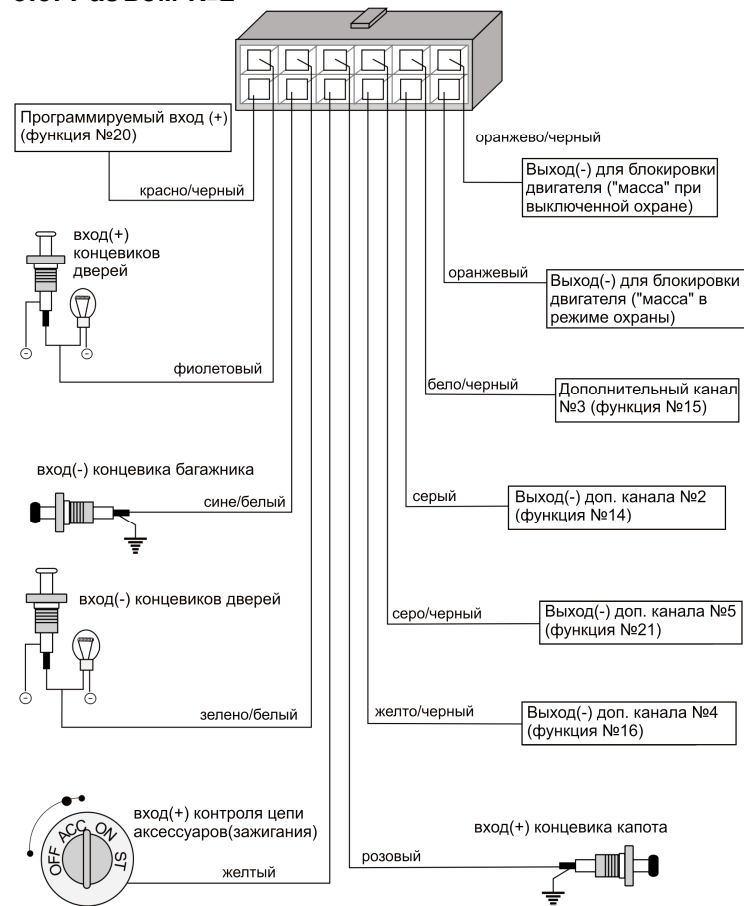 Программируемый вход (+)
(функция №20)
красно/черный
оранжево/черный
Выход(-) для блокировки
двигателя ("масса" при
выключенной охране)
вход(+)
концевиков
дверей
оранжевый
Выход(-) для блокировки
двигателя ("масса" в
режиме охраны)
фиолетовый
бело/черный
Дополнительный канал
№3 (функция №15)
вход(-) концевика багажника
сине/белый
серый
Выход(-) доп. канала №2
(функция №14)
вход(-) концевиков дверей
серо/черный
Выход(-) доп. канала №5
(функция №21)
зелено/белый
желто/черный
Выход(-) доп. канала №4
(функция №16)
вход(+) контроля цепи
аксессуаров(зажигания)
OFF ACC ON ST
желтый
вход(+) концевика капота
розовый